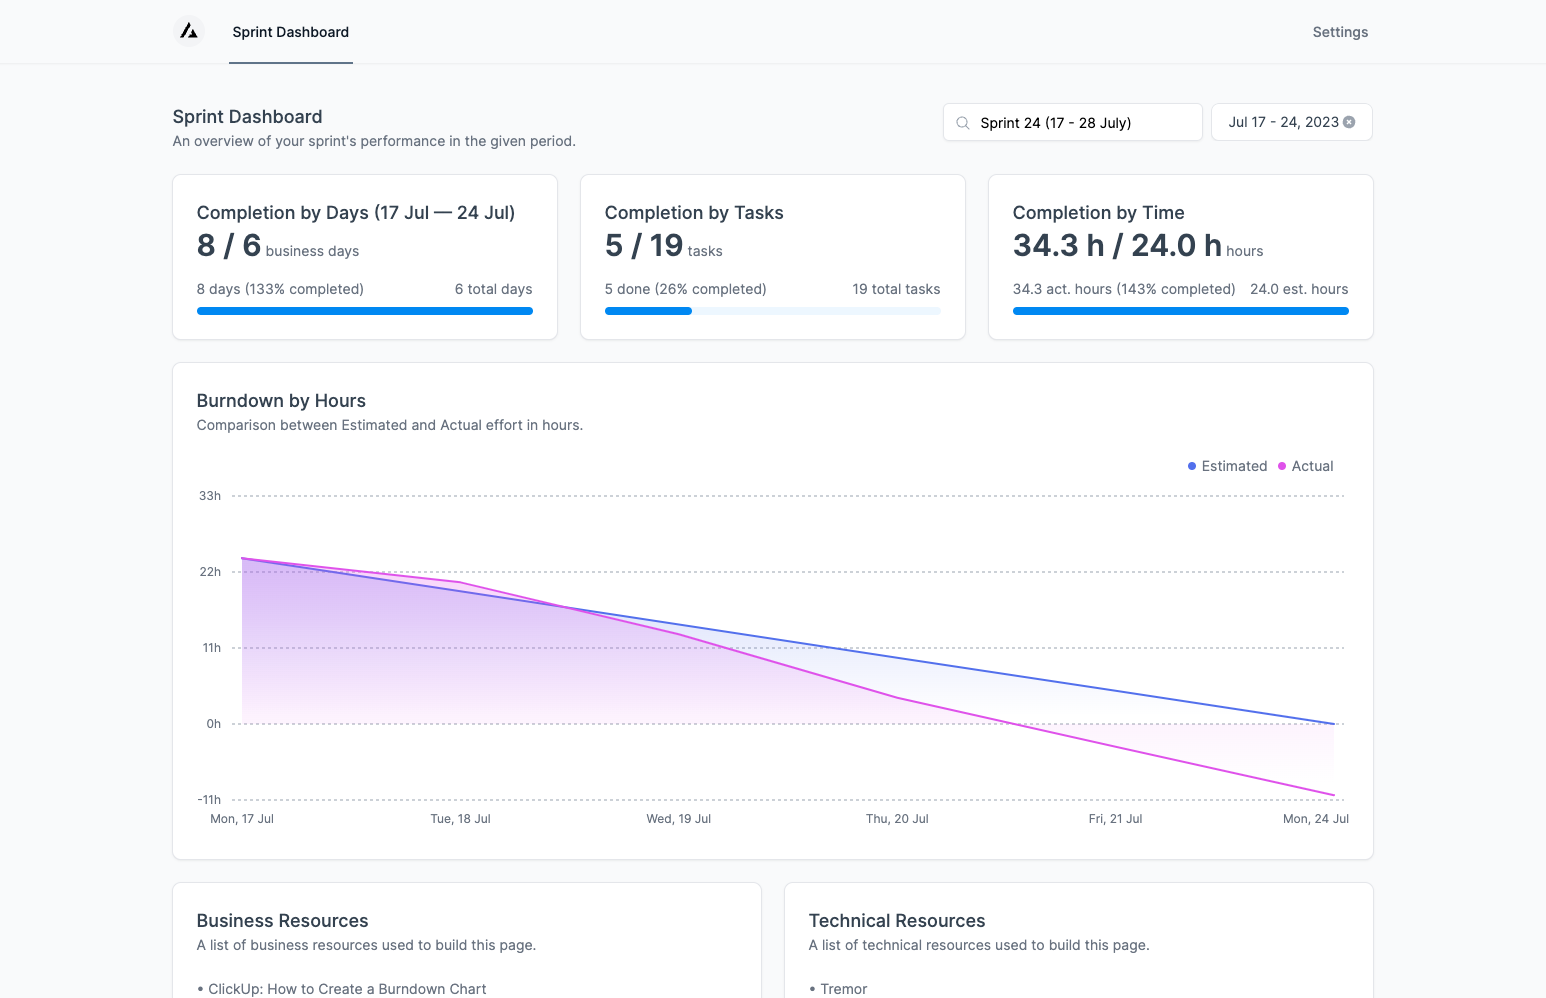 Sprint Dashboard
Settings
Sprint Dashboard
An overview of your sprint's performance in the given period.
Sprint 24 (17 - 28 July)
Jul 17 - 24, 2023
Completion by Days (17 Jul — 24 Jul)
8 / 6 business days
8 days (133% completed)
6 total days
Completion by Tasks
5 / 19 tasks
5 done (26% completed)
19 total tasks
Completion by Time
34.3 h / 24.0 h hours
34.3 act. hours (143% completed)
24.0 est. hours
Burndown by Hours
Comparison between Estimated and Actual effort in hours.
Estimated
Actual
33h
22h
11h
0h
-11h
Mon, 17 Jul
Tue, 18 Jul
Wed, 19 Jul
Thu, 20 Jul
Fri, 21 Jul
Mon, 24 Jul
Business Resources
A list of business resources used to build this page.
• ClickUp: How to Create a Burndown Chart
Technical Resources
A list of technical resources used to build this page.
• Tremor